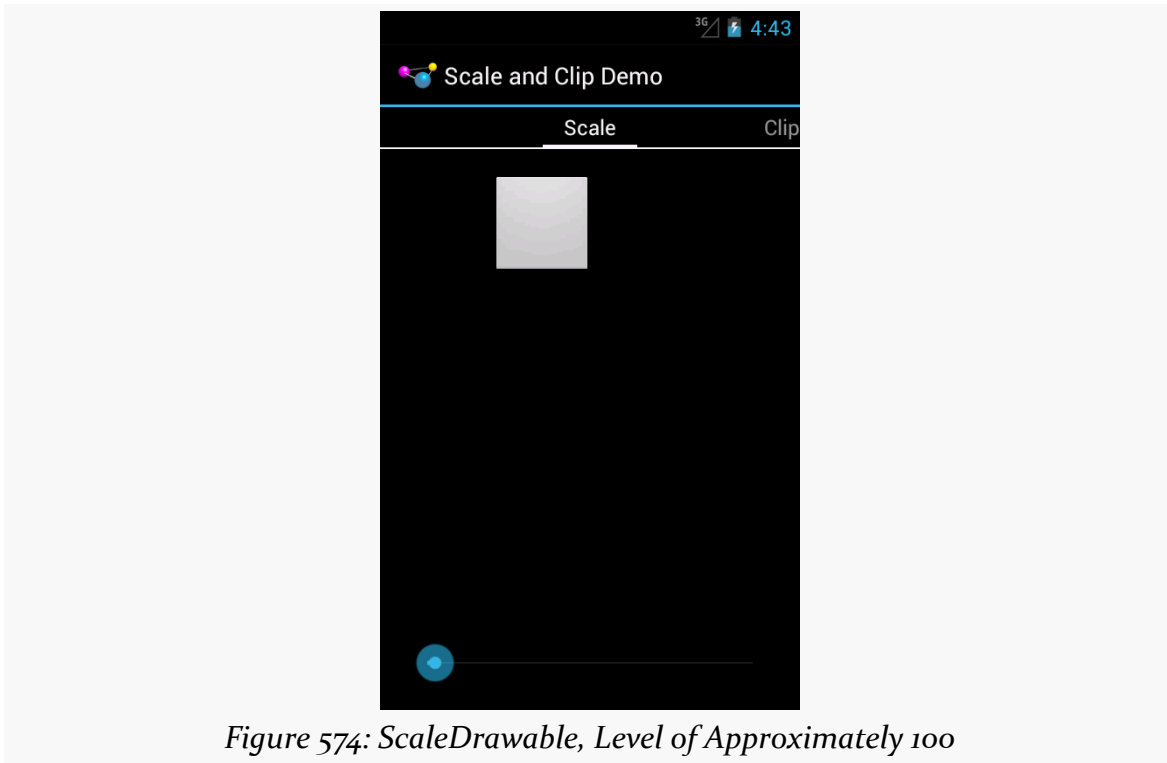 3G 4:43
Scale and Clip Demo
Scale Clip
Figure 574: ScaleDrawable, Level of Approximately 100